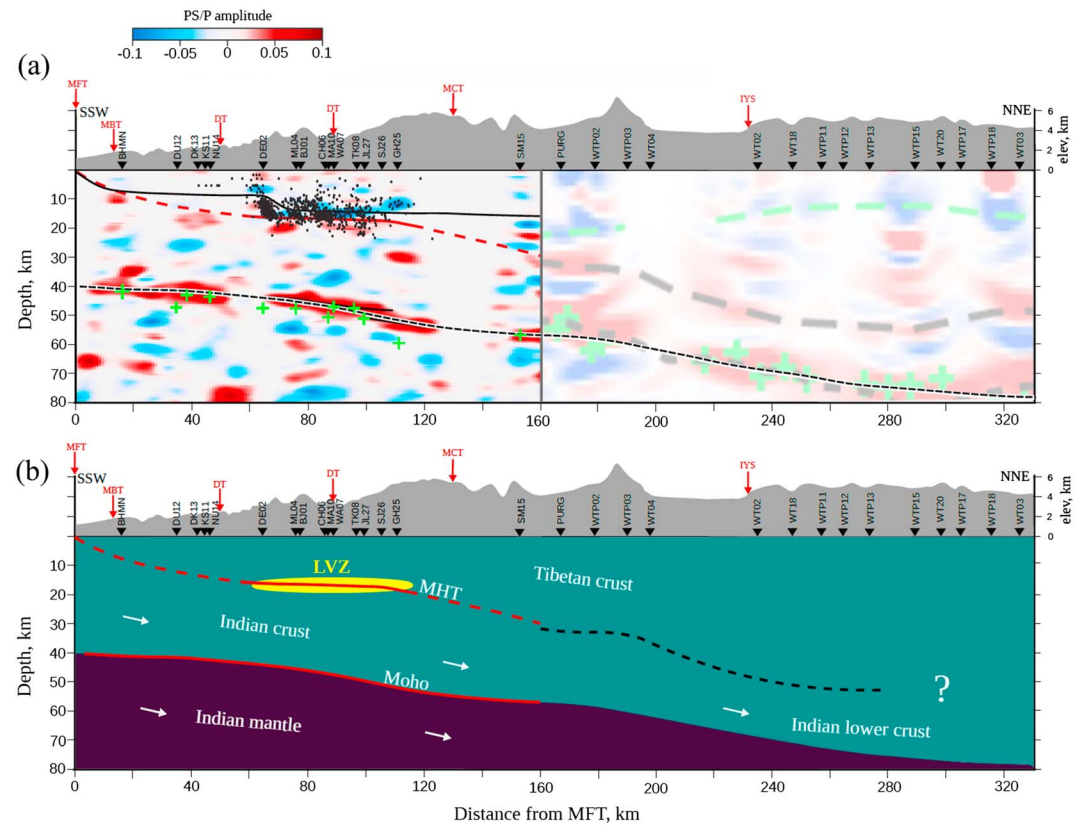 PS/P amplitude
-0.1 -0.05 0 0.05 0.1
(a)
MFT
SSW
MBT
DT
DT
MCT
IYS
NNE
BHMN DU12 DK13 KS11 NU14 DE02 ML04 BJ01 CH06 MA10 WA07 TK08 JL27 SJ26 GH25 SM15 PURG WTP02 WTP03 WT04 WT02 WT18 WTP11 WTP12 WTP13 WTP15 WT20 WTP17 WTP18 WT03
6
4
2
0
elev, km
10
20
30
40
50
60
70
80
Depth, km
0 40 80 120 160 200 240 280 320
(b)
MFT
SSW
MBT
DT
DT
MCT
IYS
NNE
BHMN DU12 DK13 KS11 NU14 DE02 ML04 BJ01 CH06 MA10 WA07 TK08 JL27 SJ26 GH25 SM15 PURG WTP02 WTP03 WT04 WT02 WT18 WTP11 WTP12 WTP13 WTP15 WT20 WTP17 WTP18 WT03
6
4
2
0
elev, km
10
20
30
40
50
60
70
80
Depth, km
LVZ
MHT
Tibetan crust
Indian crust
Moho
?
Indian mantle
Indian lower crust
0 40 80 120 160 200 240 280 320
Distance from MFT, km